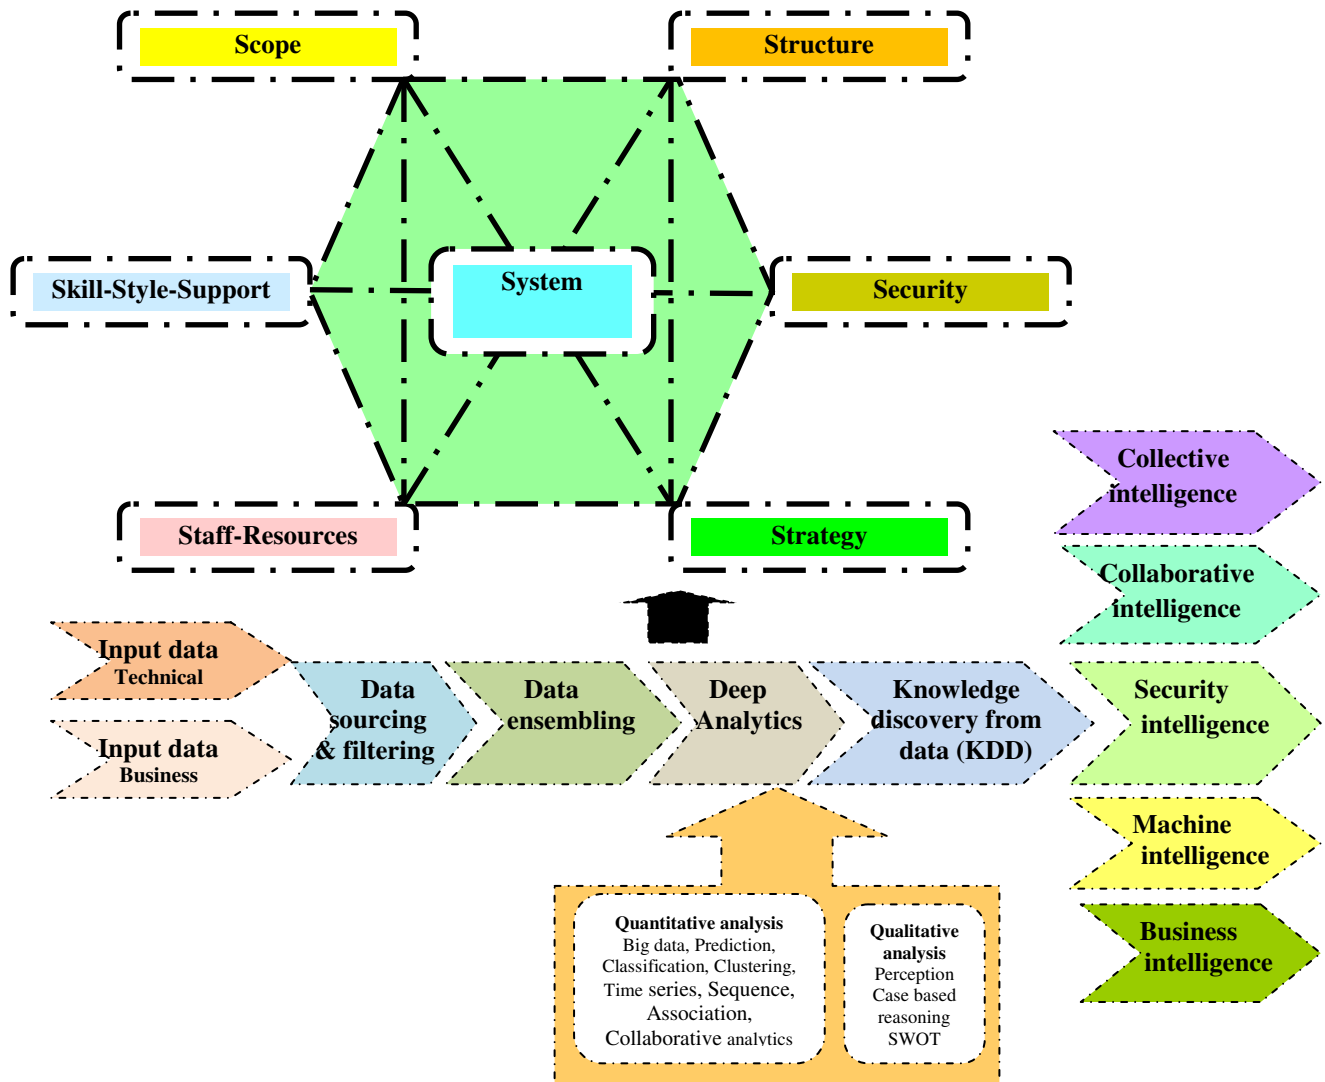 Scope
Structure
Skill-Style-Support
System
Security
Staff-Resources
Strategy
Collective
intelligence
Collaborative
intelligence
Input data
Technical
Input data
Business
Data
sourcing
& filtering
Data
ensembling
Deep
Analytics
Knowledge
discovery from
data (KDD)
Security
intelligence
Machine
intelligence
Business
intelligence
Quantitative analysis
Big data, Prediction,
Classification, Clustering,
Time series, Sequence,
Association,
Collaborative analytics
Qualitative
analysis
Perception
Case based
reasoning
SWOT